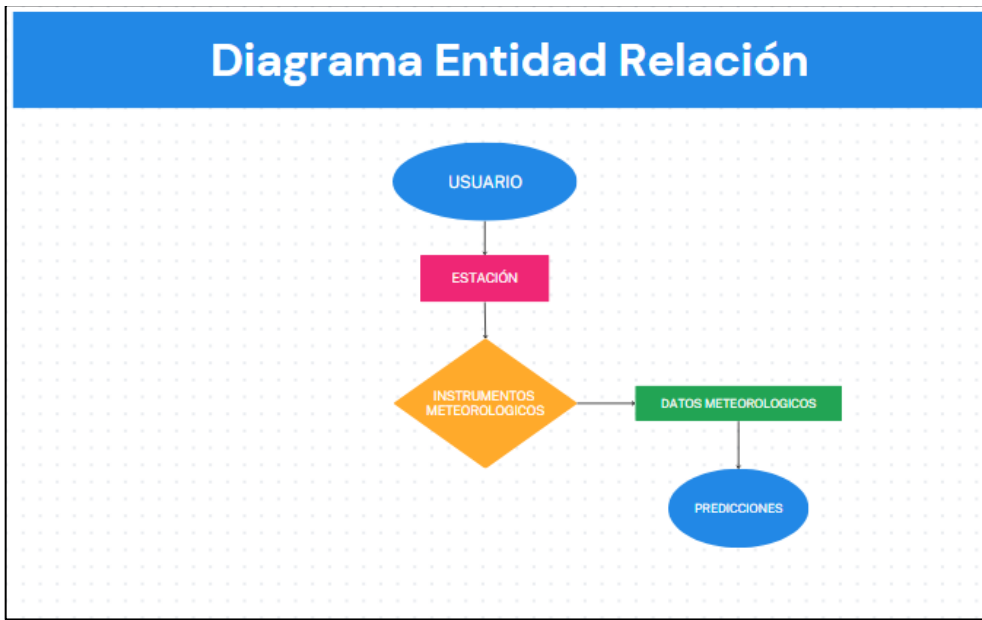 Diagrama Entidad Relación
USUARIO
ESTACIÓN
INSTRUMENTOS
METEOROLOGICOS
DATOS METEOROLOGICOS
PREDICCIONES